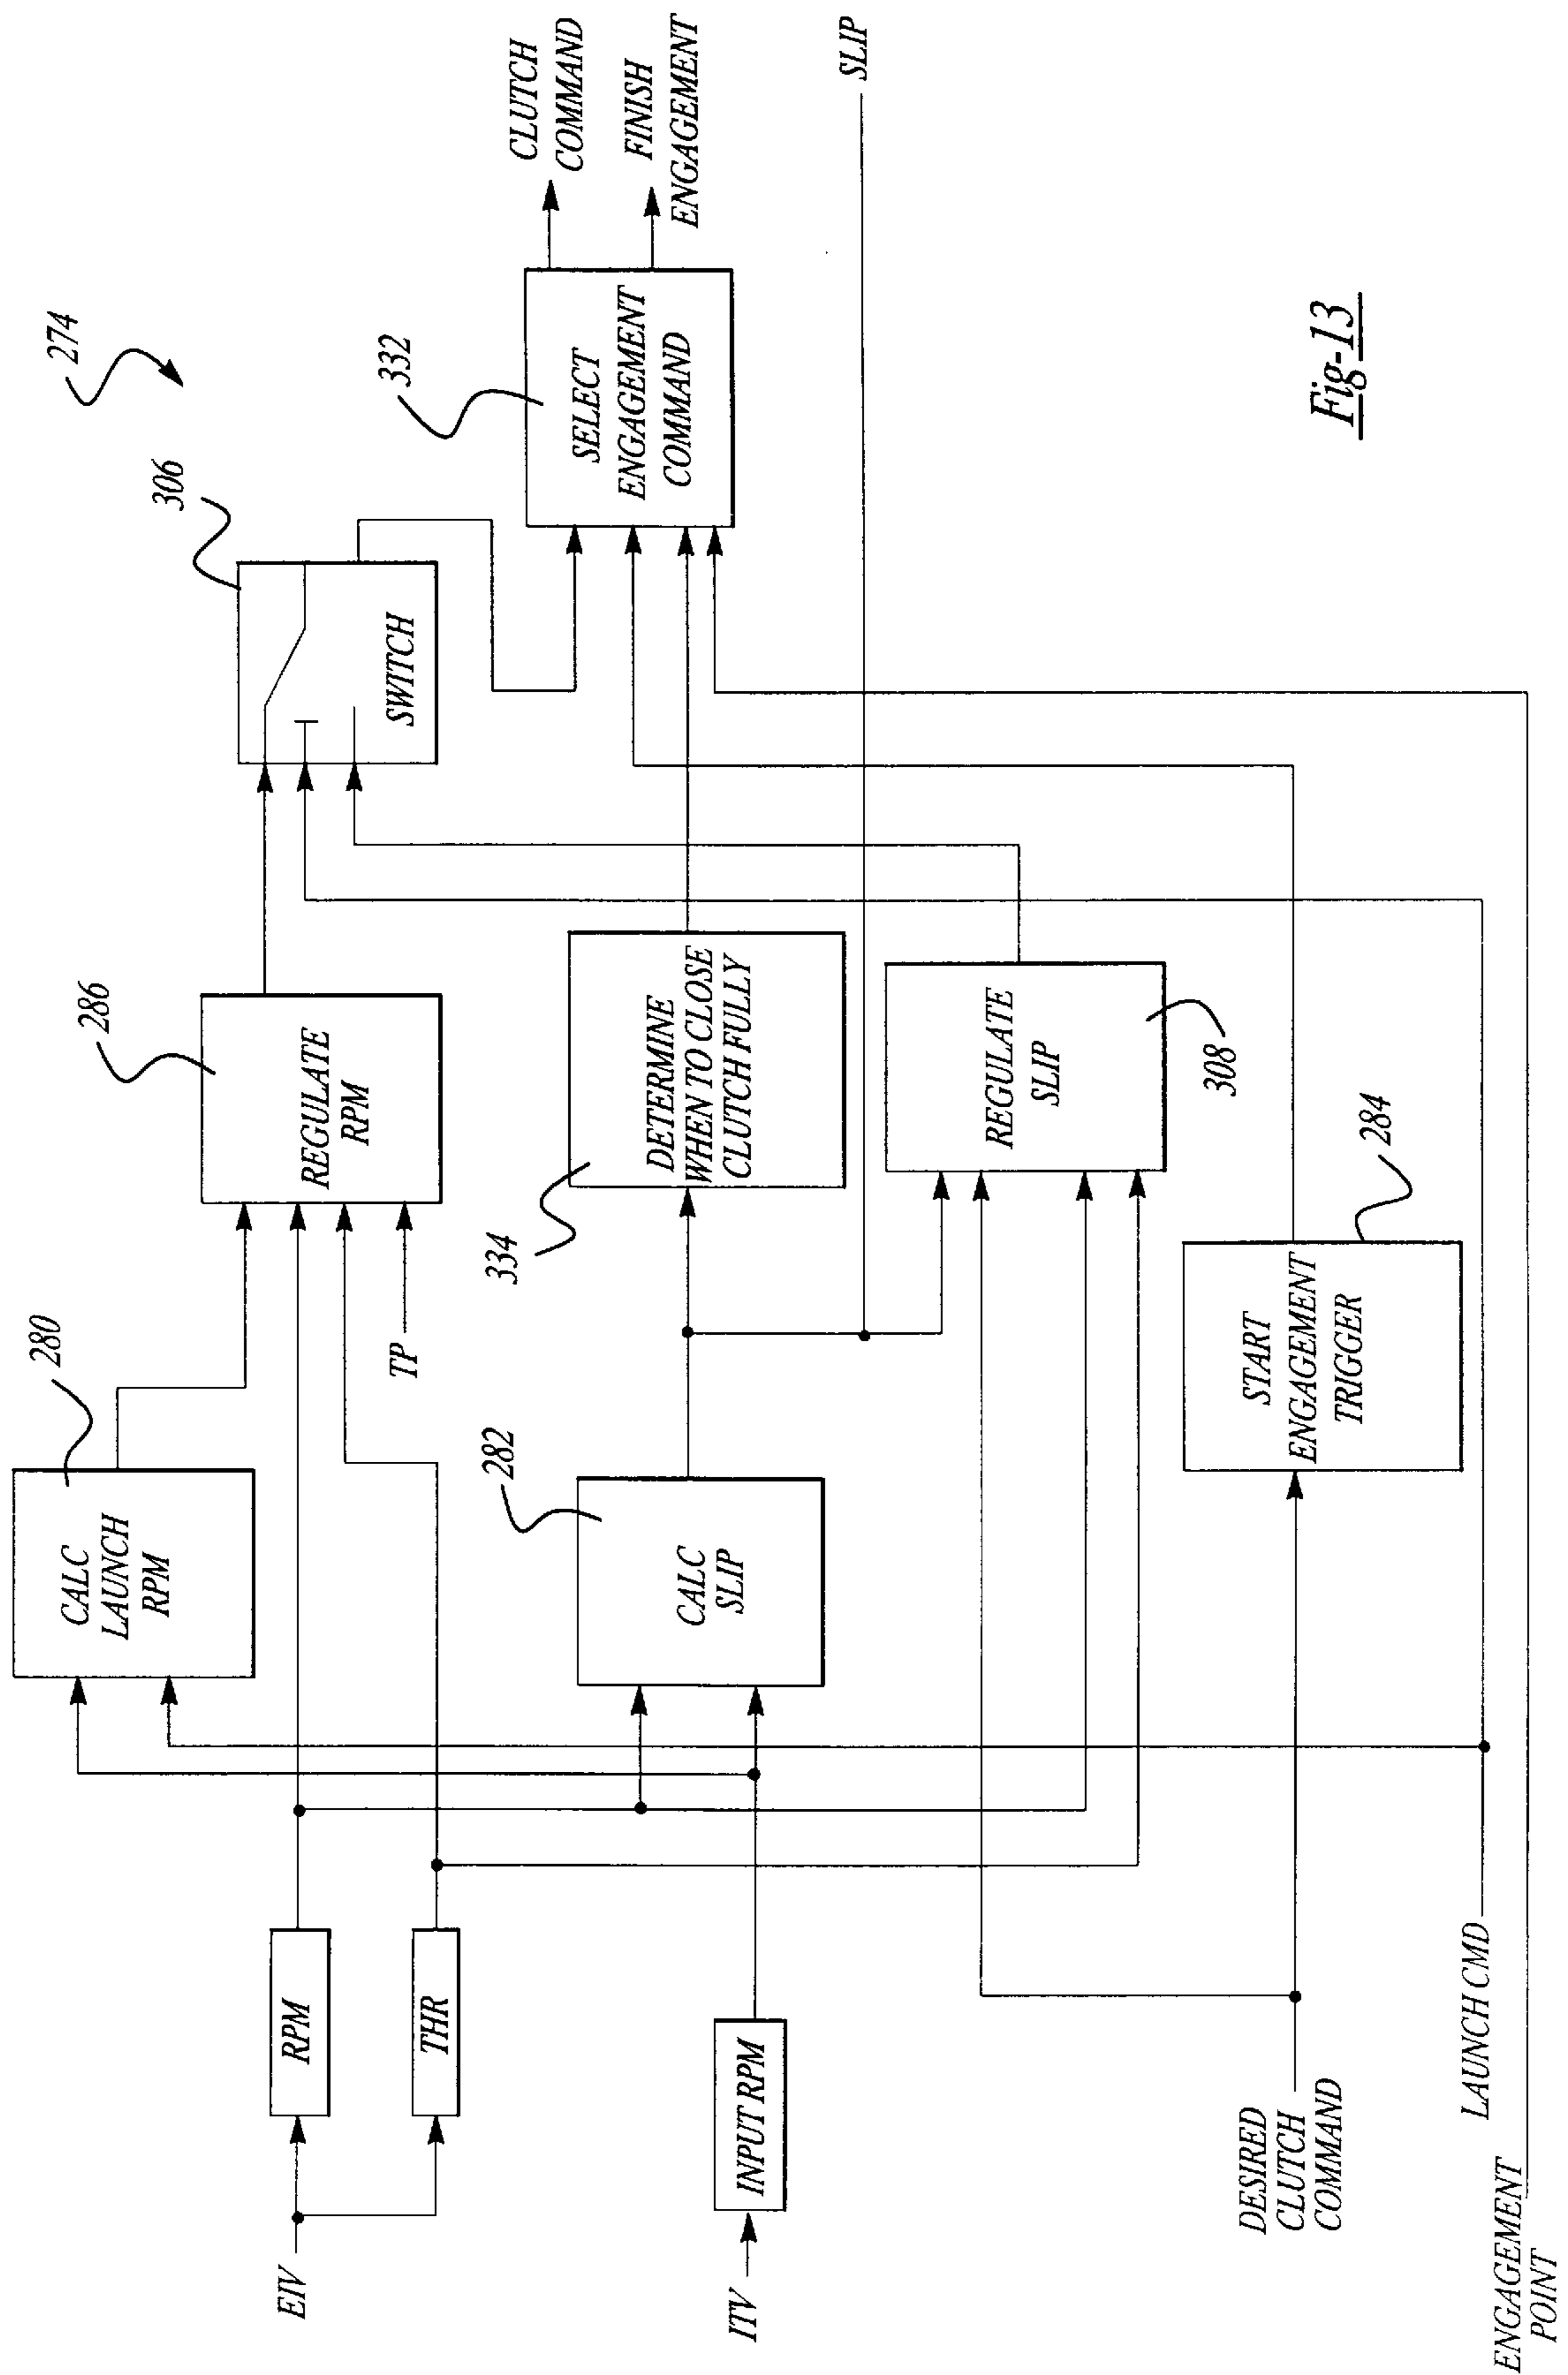 274
280
CALC
LAUNCH
RPM
286
REGULATE
RPM
306
SWITCH
332
SELECT
ENGAGEMENT
COMMAND
CLUTCH
COMMAND
FINISH
ENGAGEMENT
EIV
RPM
THR
TP
282
CALC
SLIP
334
DETERMINE
WHEN TO CLOSE
CLUTCH FULLY
SLIP
ITV
INPUT RPM
REGULATE
SLIP
308
284
START
ENGAGEMENT
TRIGGER
DESIRED
CLUTCH
COMMAND
LAUNCH CMD
ENGAGEMENT
POINT
Fig-13